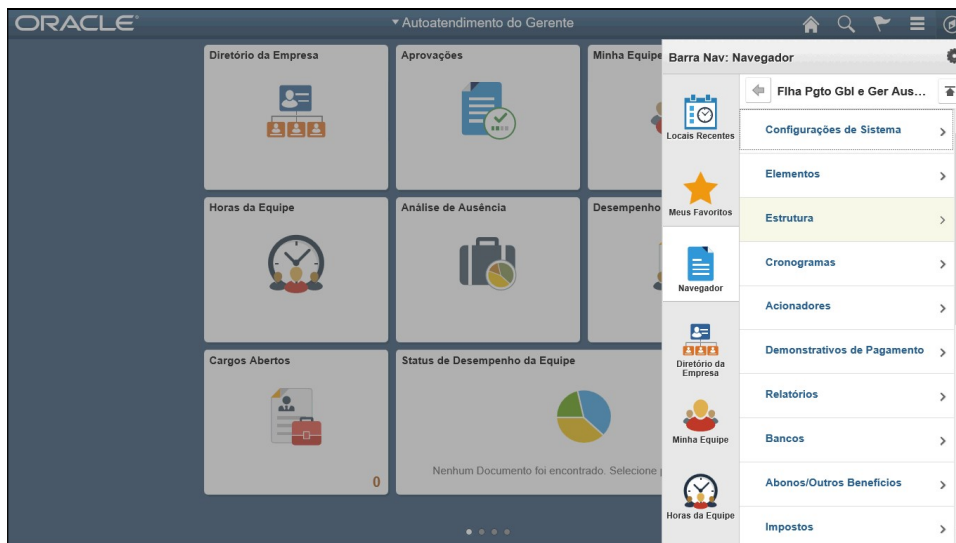 ORACLE®
Autoatendimento do Gerente
Diretório da Empresa
Aprovações
Minha Equipe
Horas da Equipe
Análise de Ausência
Desempenho
Cargos Abertos
0
Status de Desempenho da Equipe
Nenhum Documento foi encontrado. Selecione
Barra Nav: Navegador
Locais Recentes
Meus Favoritos
Navegador
Diretório da
Empresa
Minha Equipe
Horas da Equipe
Flha Pgto Gbl e Ger Aus...
Configurações de Sistema
Elementos
Estrutura
Cronogramas
Acionadores
Demonstrativos de Pagamento
Relatórios
Bancos
Abonos/Outros Benefícios
Impostos